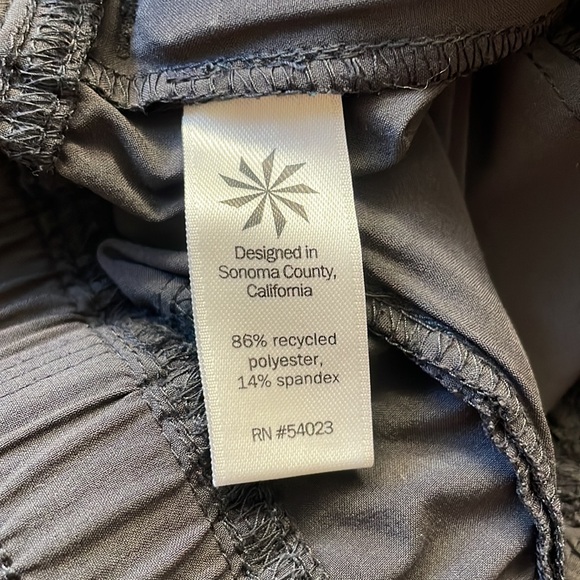 Designed in
Sonoma County,
California
86% recycled
polyester,
14% spandex
RN #54023